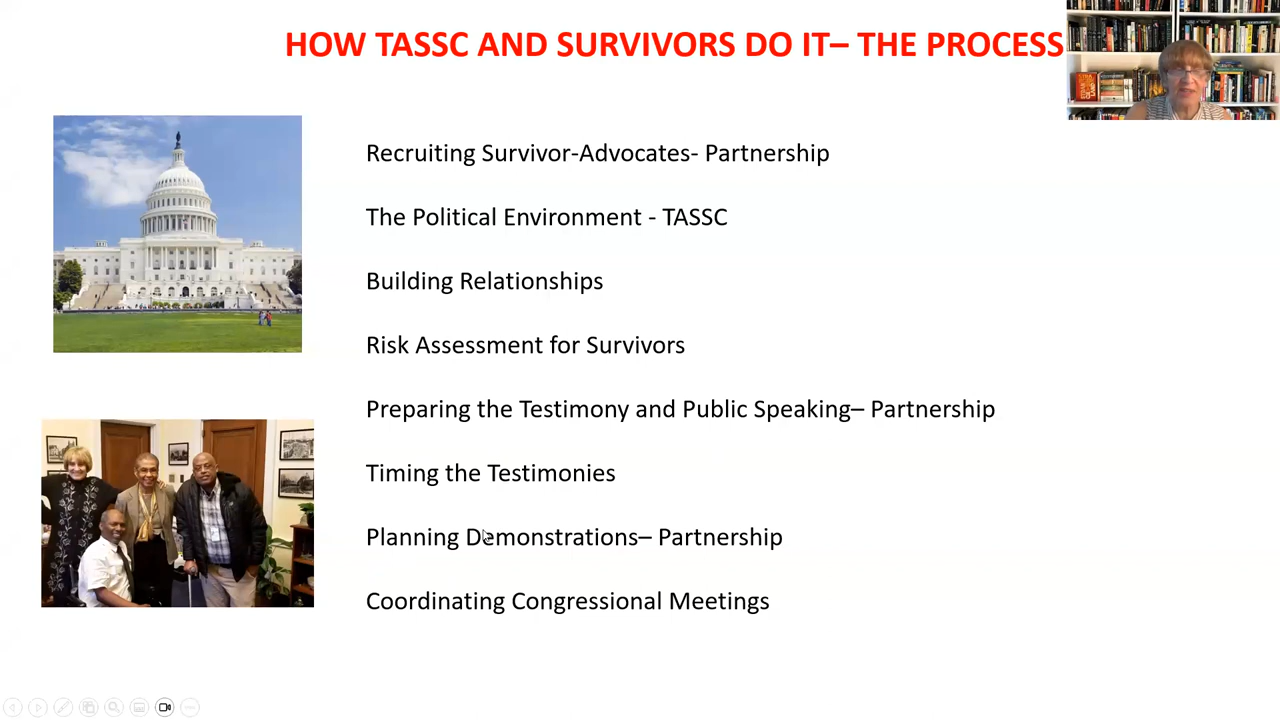 HOW TASSC AND SURVIVORS DO IT– THE PROCESS
Recruiting Survivor-Advocates- Partnership
The Political Environment - TASSC
Building Relationships
Risk Assessment for Survivors
Preparing the Testimony and Public Speaking– Partnership
Timing the Testimonies
Planning Demonstrations– Partnership
Coordinating Congressional Meetings